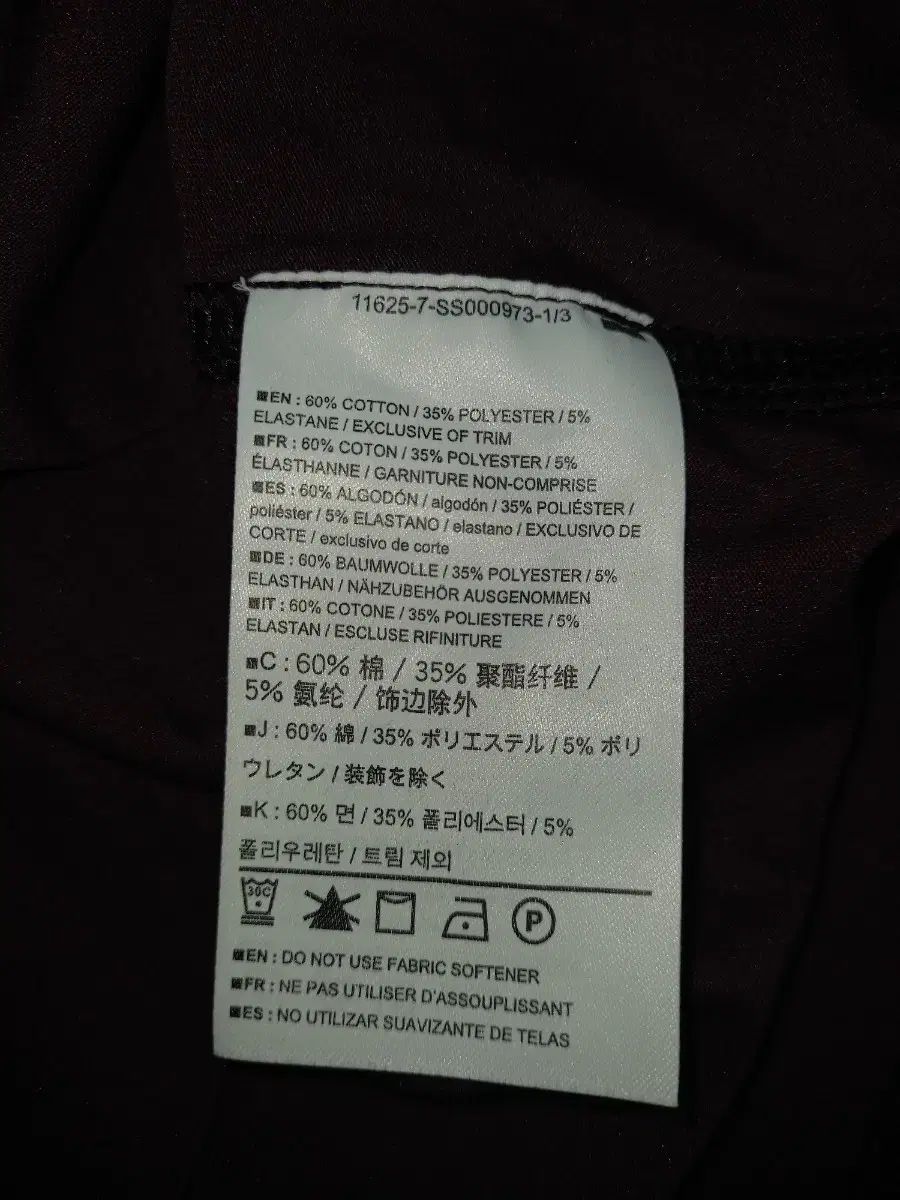 11625-7-SS000973-1/3
EN : 60% COTTON / 35% POLYESTER / 5%
ELASTANE / EXCLUSIVE OF TRIM
FR : 60% COTON / 35% POLYESTER / 5%
ÉLASTHANNE / GARNITURE NON-COMPRISE
ES : 60% ALGODÓN / algodón / 35% POLIÉSTER /
poliéster / 5% ELASTANO / elastano / EXCLUSIVO DE
CORTE / exclusivo de corte
DE : 60% BAUMWOLLE / 35% POLYESTER / 5%
ELASTHAN / NÄHZUBEHÖR AUSGENOMMEN
IT : 60% COTONE / 35% POLIESTERE / 5%
ELASTAN / ESCLUSE RIFINITURE
C : 60% 棉 / 35% 聚酯纤维 /
5% 氨纶 / 饰边除外
J : 60% 綿 / 35% ポリエステル / 5% ポリ
ウレタン / 装飾を除く
K : 60% 면 / 35% 폴리에스터 / 5%
폴리우레탄 / 트림 제외
30C P
EN : DO NOT USE FABRIC SOFTENER
FR : NE PAS UTILISER D'ASSOUPLISSANT
ES : NO UTILIZAR SUAVIZANTE DE TELAS